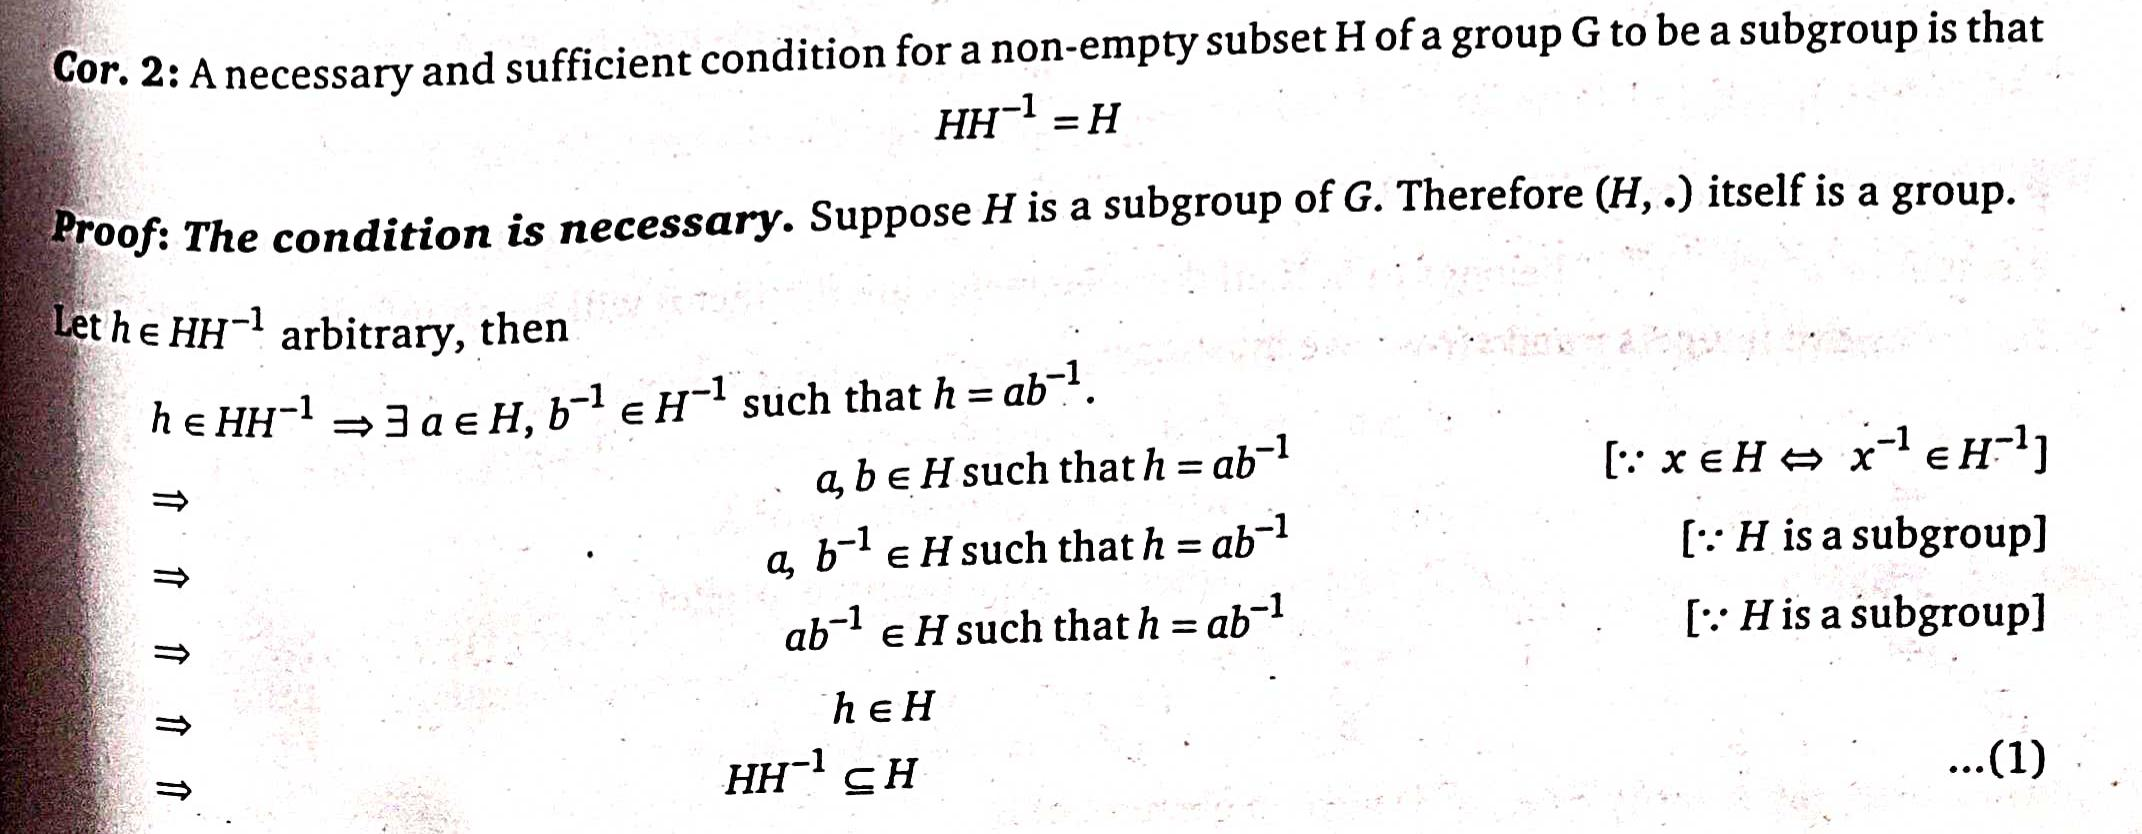 Cor. 2: A necessary and sufficient condition for a non-empty subset H of a group G to be a subgroup is that
HH⁻¹ = H
Proof: The condition is necessary. Suppose H is a subgroup of G. Therefore (H, .) itself is a group.
Let h ∈ HH⁻¹ arbitrary, then
h ∈ HH⁻¹ ⇒ ∃ a ∈ H, b⁻¹ ∈ H⁻¹ such that h = ab⁻¹.
⇒ a, b ∈ H such that h = ab⁻¹ [∵ x ∈ H ⇔ x⁻¹ ∈ H⁻¹]
⇒ a, b⁻¹ ∈ H such that h = ab⁻¹ [∵ H is a subgroup]
⇒ ab⁻¹ ∈ H such that h = ab⁻¹ [∵ H is a subgroup]
⇒ h ∈ H
⇒ HH⁻¹ ⊆ H ...(1)